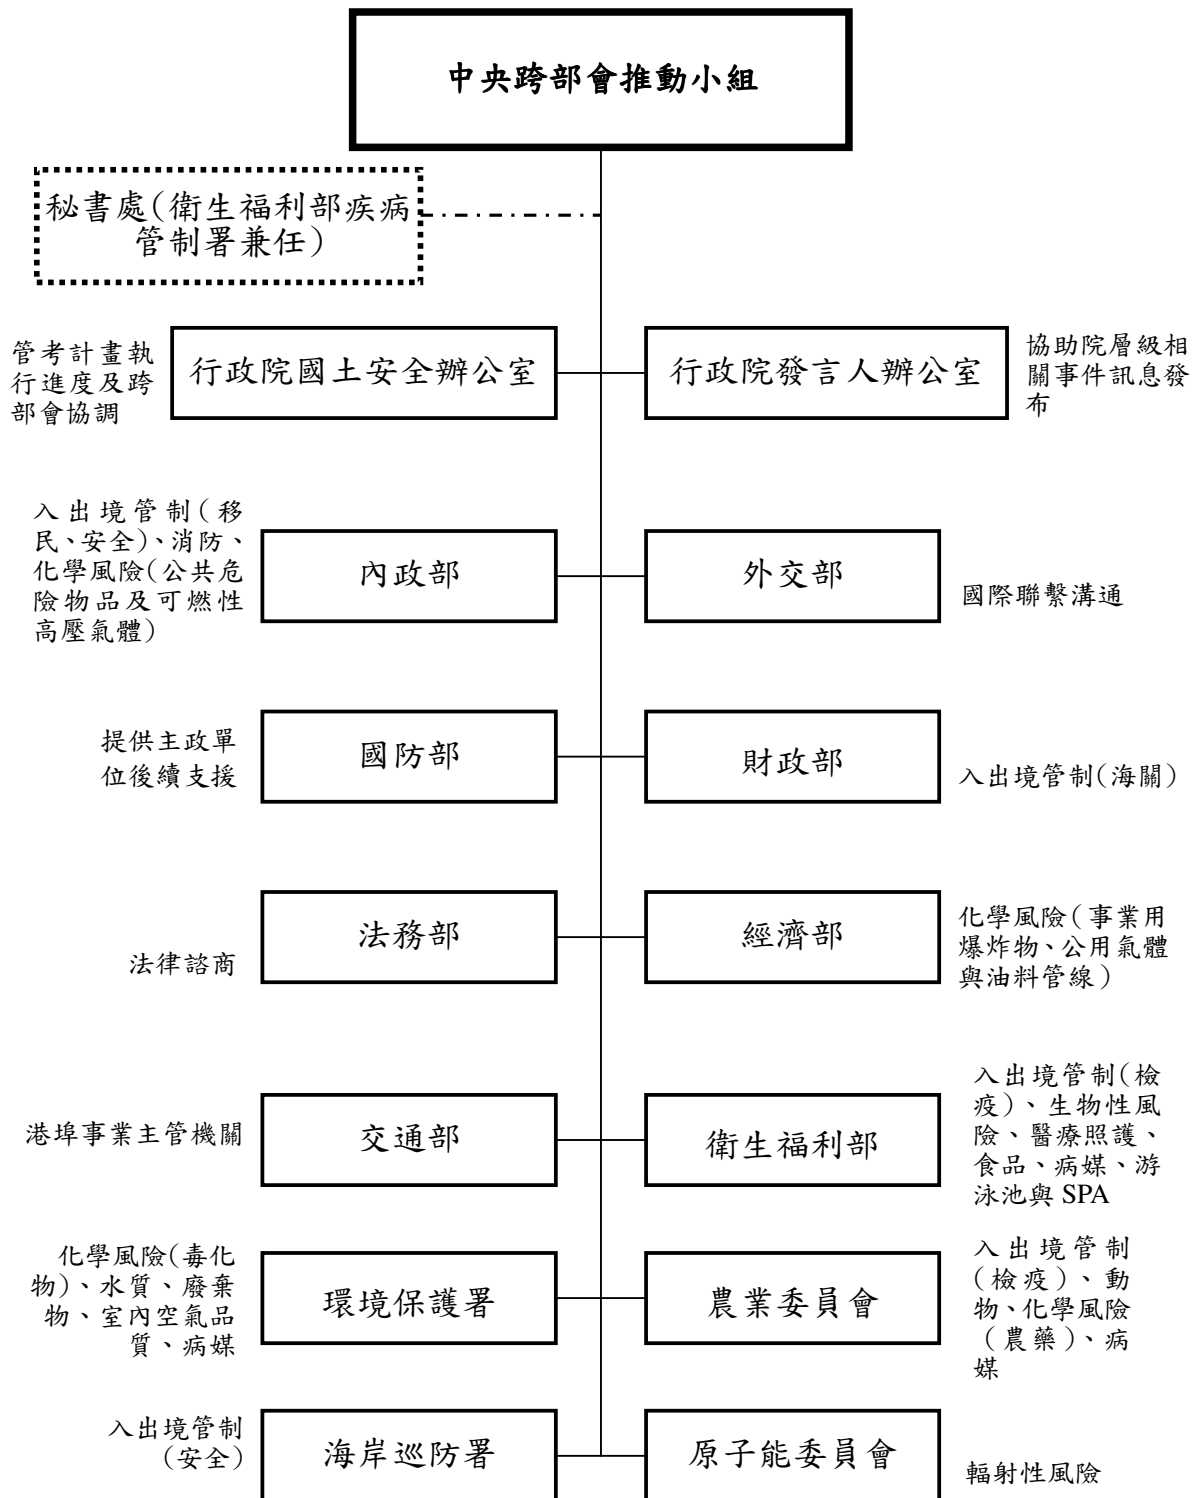 中央跨部會推動小組
秘書處(衛生福利部疾病
管制署兼任)
管考計畫執
行進度及跨
部會協調
行政院國土安全辦公室
行政院發言人辦公室
協助院層級相
關事件訊息發
布
入出境管制(移
民、安全)、消防、
化學風險(公共危
險物品及可燃性
高壓氣體)
內政部
外交部
國際聯繫溝通
提供主政單
位後續支援
國防部
財政部
入出境管制(海關)
法律諮商
法務部
經濟部
化學風險(事業用
爆炸物、公用氣體
與油料管線)
港埠事業主管機關
交通部
衛生福利部
入出境管制(檢
疫)、生物性風
險、醫療照護、
食品、病媒、游
泳池與 SPA
化學風險(毒化
物)、水質、廢棄
物、室內空氣品
質、病媒
環境保護署
農業委員會
入出境管制
(檢疫)、動
物、化學風險
(農藥)、病
媒
入出境管制
(安全)
海岸巡防署
原子能委員會
輻射性風險